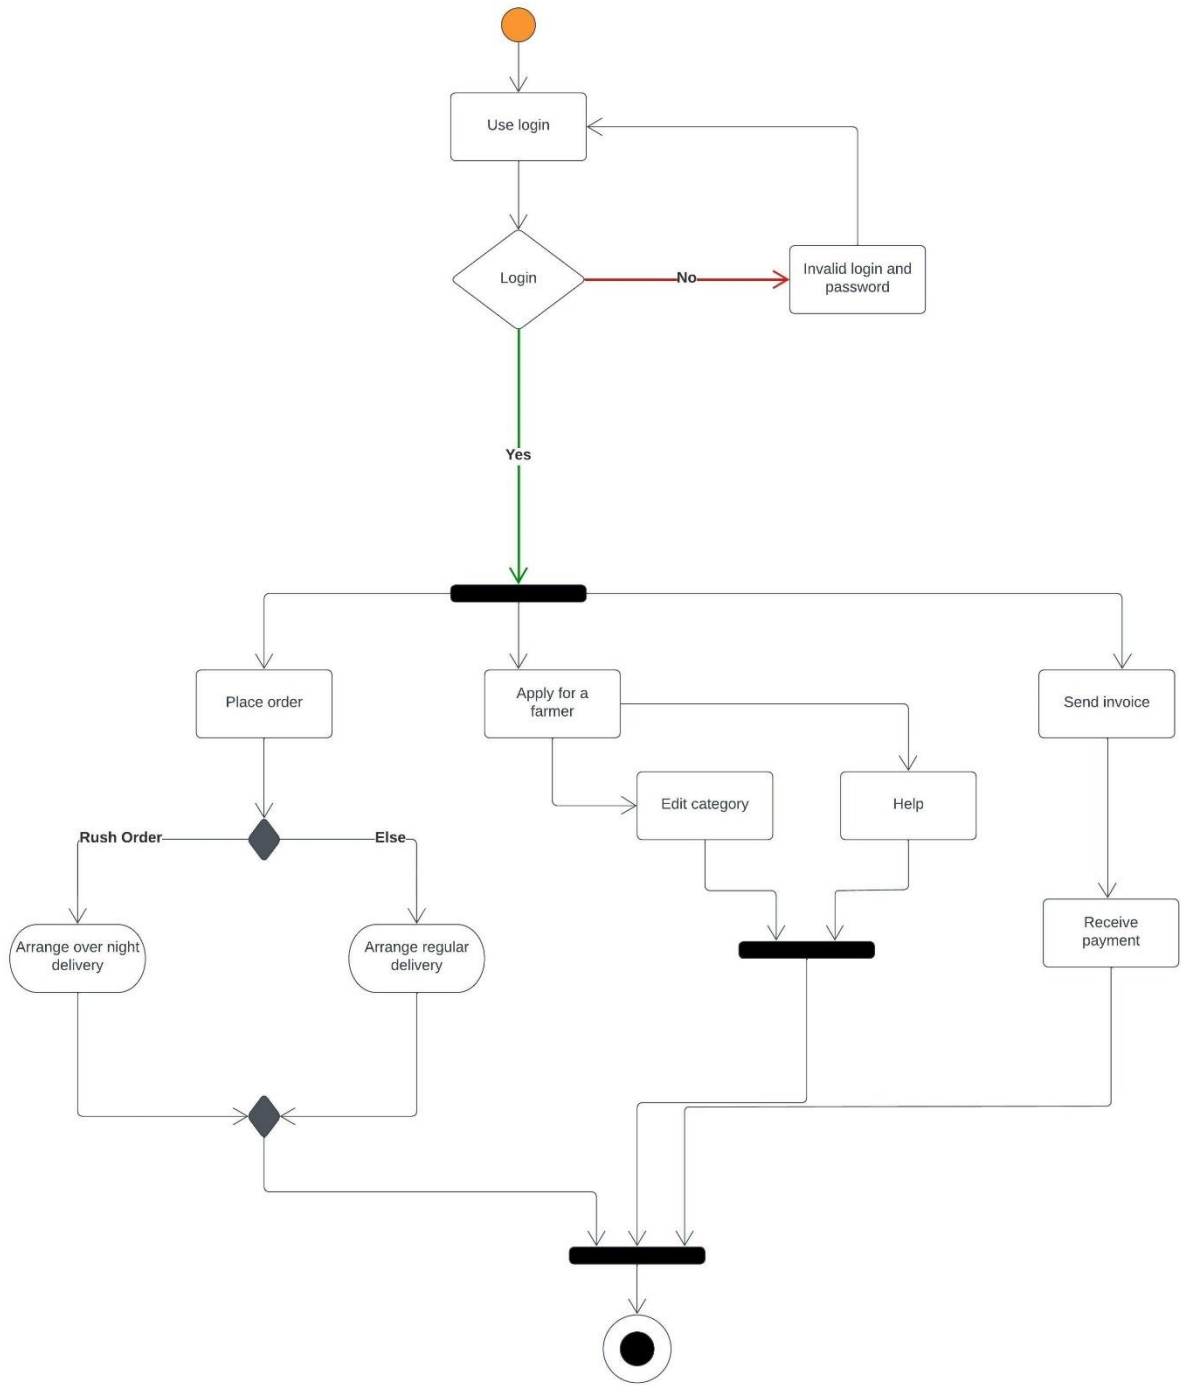 Use login
Login
No
Invalid login and
password
Yes
Place order
Apply for a
farmer
Send invoice
Edit category
Help
Rush Order
Else
Arrange over night
delivery
Arrange regular
delivery
Receive
payment